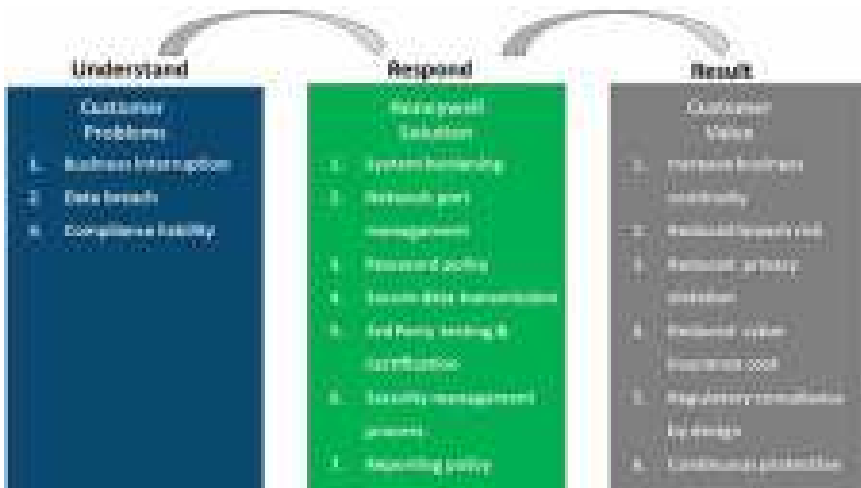 Understand
Customer
Problems
1. Business interruption
2. Data breach
3. Compliance liability
Respond
Honeywell
Solution
1. System hardening
2. Network port
management
3. Password policy
4. Secure data transmission
5. 3rd Party testing &
certification
6. Security management
process
7. Reporting policy
Result
Customer
Value
1. Increase business
continuity
2. Reduced breach risk
3. Reduced privacy
violation
4. Reduced cyber
insurance cost
5. Regulatory compliance
by design
6. Continuous protection